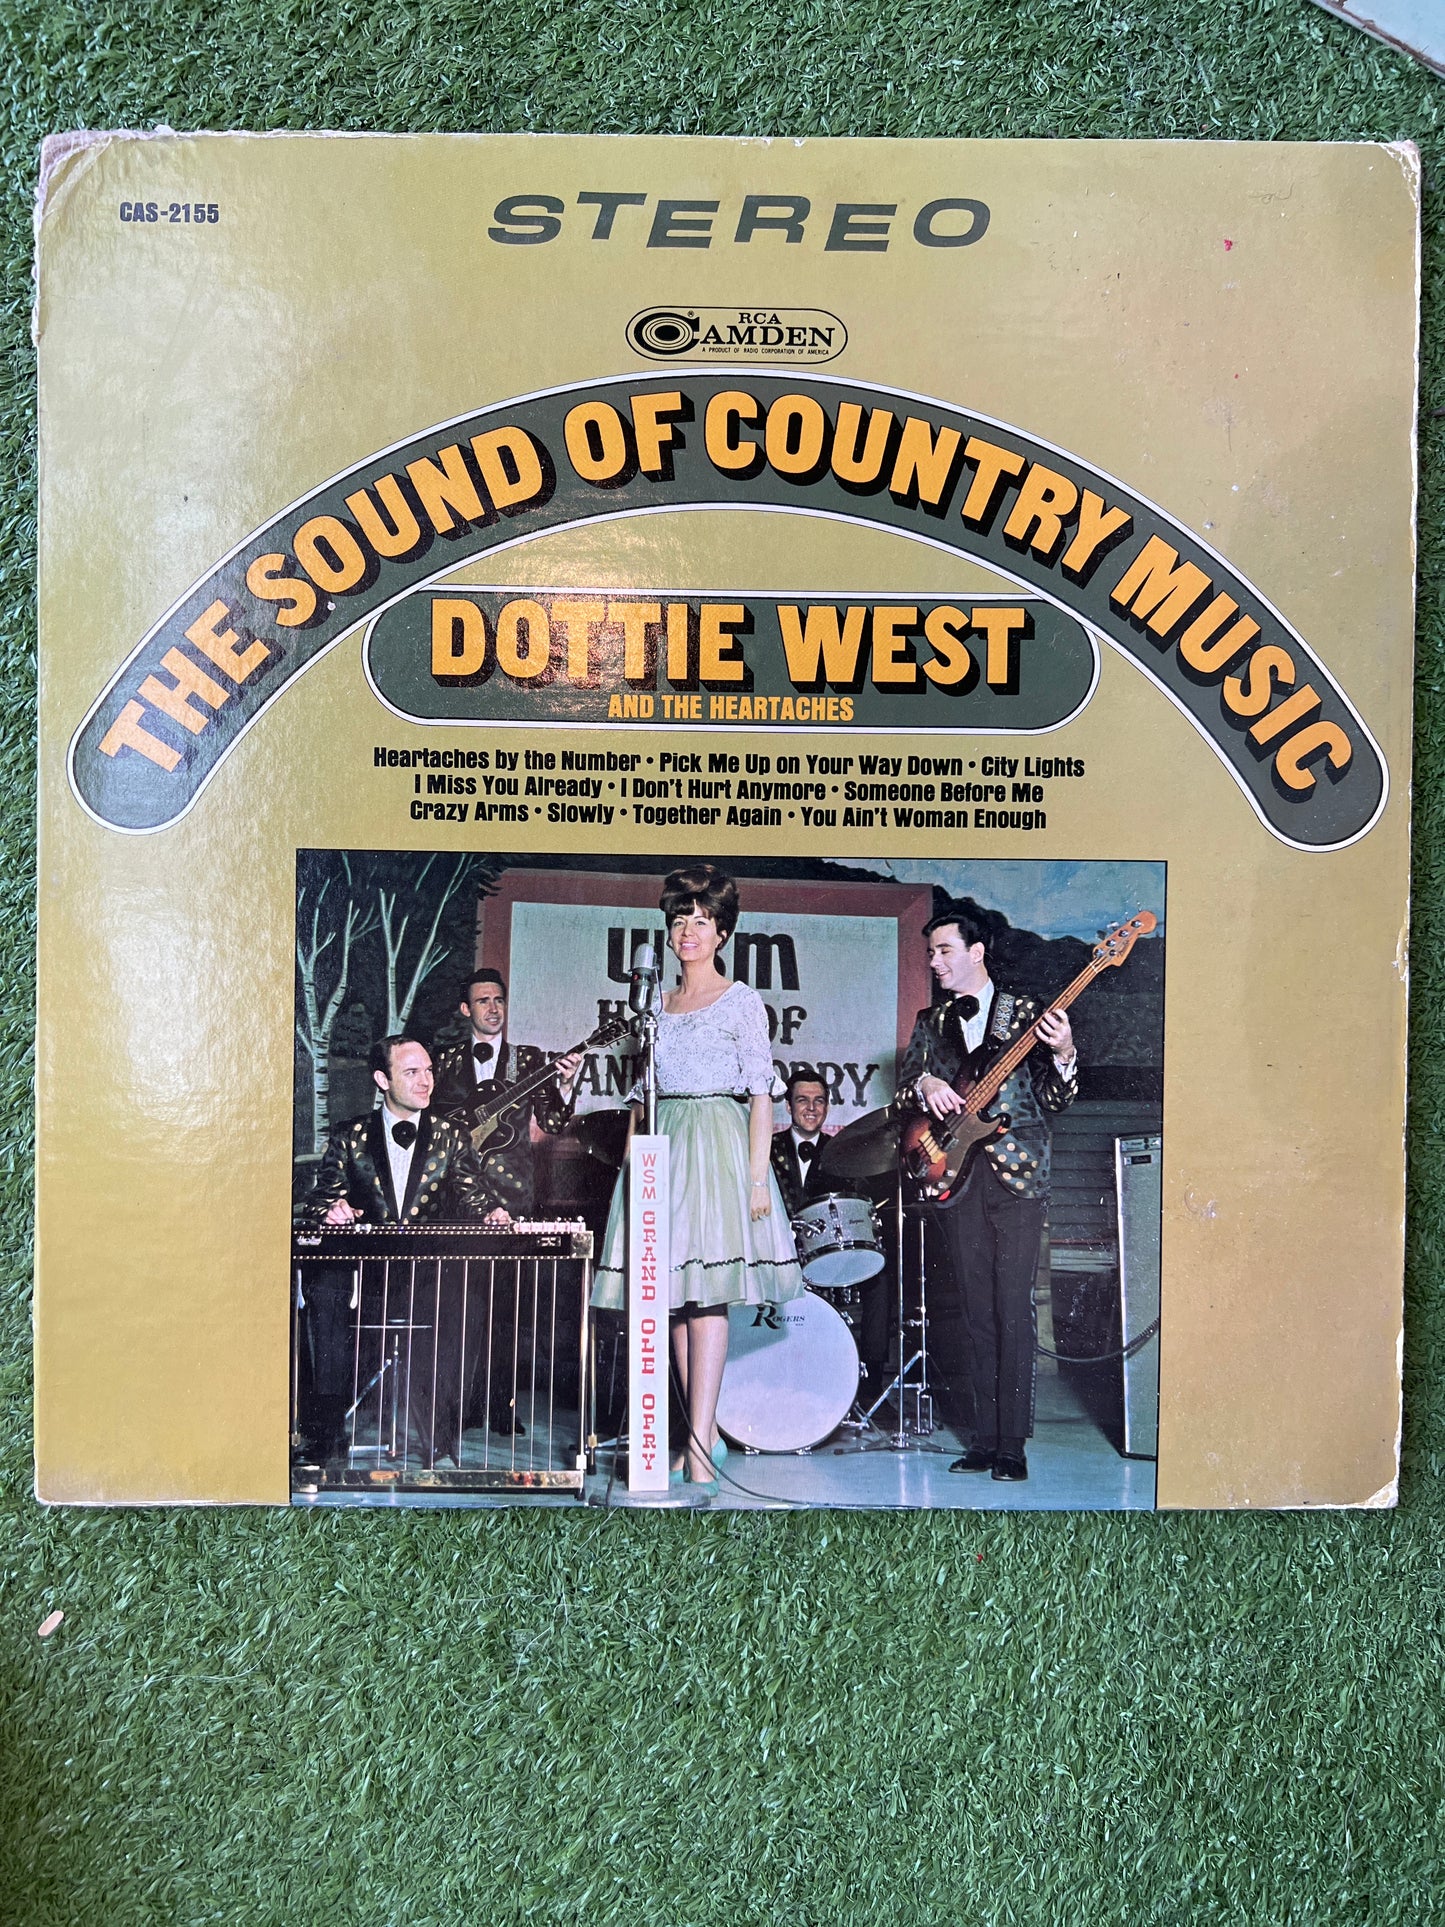 CAS-2155
STEREO
RCA
CAMDEN ®
A PRODUCT OF RADIO CORPORATION OF AMERICA
THE SOUND OF COUNTRY MUSIC
DOTTIE WEST
AND THE HEARTACHES
Heartaches by the Number • Pick Me Up on Your Way Down • City Lights
I Miss You Already • I Don't Hurt Anymore • Someone Before Me
Crazy Arms • Slowly • Together Again • You Ain't Woman Enough
wsm
OF
OPRY
WSM GRAND OLE OPRY
ROGERS